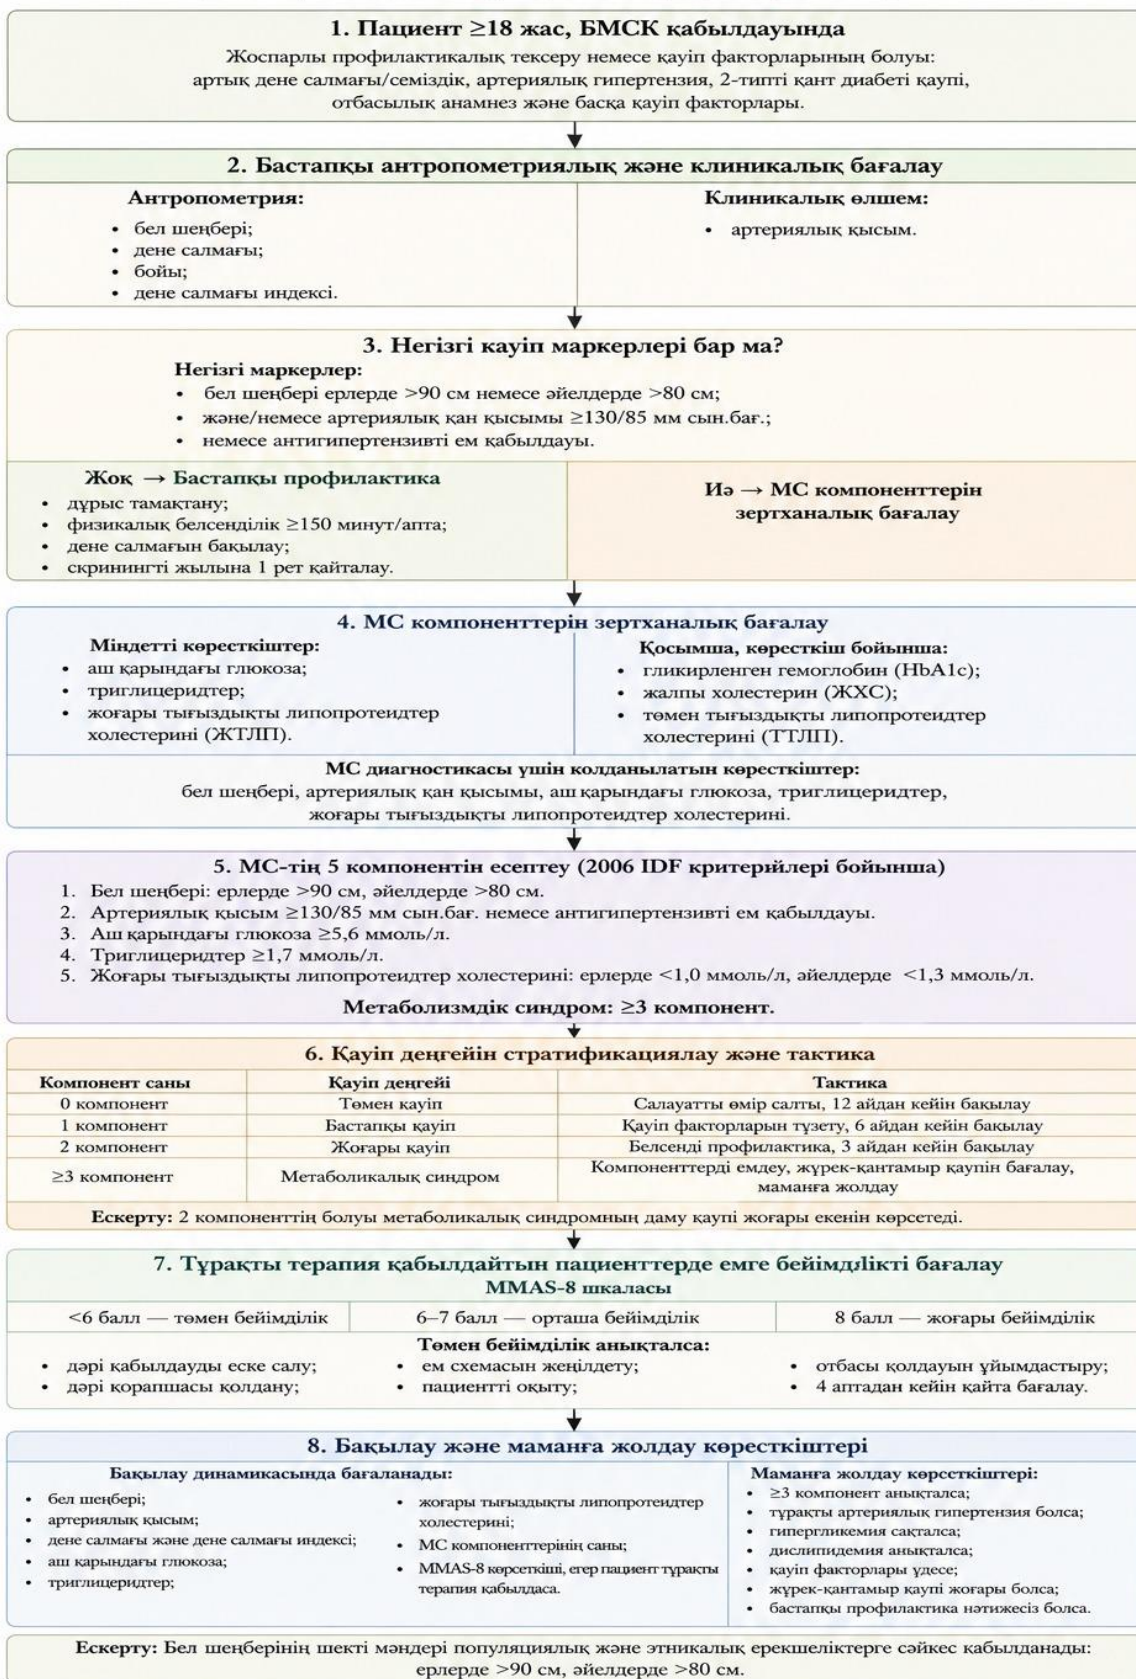 1. Пациент ≥18 жас, БМСК қабылдауында
Жоспарлы профилактикалық тексеру немесе қауіп факторларының болуы:
артық дене салмағы/семіздік, артериялық гипертензия, 2-типті қант диабеті қаупі,
отбасылық анамнез және басқа қауіп факторлары.
2. Бастапқы антропометриялық және клиникалық бағалау
Антропометрия:
• бел шеңбері;
• дене салмағы;
• бойы;
• дене салмағы индексі.
Клиникалық өлшем:
• артериялық қысым.
3. Негізгі кауіп маркерлері бар ма?
Негізгі маркерлер:
• бел шеңбері ерлерде >90 см немесе әйелдерде >80 см;
• және/немесе артериялық қан қысымы ≥130/85 мм сын.бағ.;
• немесе антигипертензивті ем қабылдауы.
Жоқ → Бастапқы профилактика
• дұрыс тамақтану;
• физикалық белсенділік ≥150 минут/апта;
• дене салмағын бақылау;
• скринингті жылына 1 рет қайталау.
Иә → МС компоненттерін
зертханалық бағалау
4. МС компоненттерін зертханалық бағалау
Міндетті көрсеткіштер:
• аш қарындағы глюкоза;
• триглицеридтер;
• жоғары тығыздықты липопротеидтер
холестерині (ЖТЛП).
Қосымша, көресткіш бойынша:
• гликирленген гемоглобин (HbA1c);
• жалпы холестерин (ЖХС);
• төмен тығыздықты липопротеидтер
холестерині (ТТЛП).
МС диагностикасы үшін колданылатын көресткіштер:
бел шеңбері, артериялық қан қысымы, аш қарындағы глюкоза, триглицеридтер,
жоғары тығыздықты липопротеидтер холестерині.
5. МС-тің 5 компонентін есептеу (2006 IDF критерийлері бойынша)
1. Бел шеңбері: ерлерде >90 см, әйелдерде >80 см.
2. Артериялық қысым ≥130/85 мм сын.бағ. немесе антигипертензивті ем қабылдауы.
3. Аш қарындағы глюкоза ≥5,6 ммоль/л.
4. Триглицеридтер ≥1,7 ммоль/л.
5. Жоғары тығыздықты липопротеидтер холестерині: ерлерде <1,0 ммоль/л, әйелдерде <1,3 ммоль/л.
Метаболизмдік синдром: ≥3 компонент.
6. Қауіп деңгейін стратификациялау және тактика
Компонент саны Қауіп деңгейі Тактика
0 компонент Төмен қауіп Салауатты өмір салты, 12 айдан кейін бақылау
1 компонент Бастапқы қауіп Қауіп факторларын түзету, 6 айдан кейін бақылау
2 компонент Жоғары қауіп Белсенді профилактика, 3 айдан кейін бақылау
≥3 компонент Метаболикалық синдром Компоненттерді емдеу, жүрек-қантамыр қаупін бағалау,
маманға жолдау
Ескерту: 2 компоненттің болуы метаболикалық синдромның даму қаупі жоғары екенін көрсетеді.
7. Тұрақты терапия қабылдайтын пациенттерде емге бейімділікті бағалау
MMAS-8 шкаласы
<6 балл — төмен бейімділік 6–7 балл — орташа бейімділік 8 балл — жоғары бейімділік
Төмен бейімділік анықталса:
• дәрі қабылдауды еске салу;
• дәрі қорапшасы қолдану;
• ем схемасын жеңілдету;
• пациентті оқыту;
• отбасы қолдауын ұйымдастыру;
• 4 аптадан кейін қайта бағалау.
8. Бақылау және маманға жолдау көресткіштері
Бақылау динамикасында бағаланады:
• бел шеңбері;
• артериялық қысым;
• дене салмағы және дене салмағы индексі;
• аш қарындағы глюкоза;
• триглицеридтер;
• жоғары тығыздықты липопротеидтер
холестерині;
• МС компоненттерінің саны;
• MMAS-8 көрсеткіші, егер пациент тұрақты
терапия қабылдаса.
Маманға жолдау көрссткіштері:
• ≥3 компонент анықталса;
• тұрақты артериялық гипертензия болса;
• гипергликемия сақталса;
• дислипидемия анықталса;
• қауіп факторлары үдесе;
• жүрек-қантамыр қаупі жоғары болса;
• бастапқы профилактика нәтижесіз болса.
Ескерту: Бел шеңберінің шекті мәндері популяциялық және этникалық ерекшеліктерге сәйкес қабылданады:
ерлерде >90 см, әйелдерде >80 см.